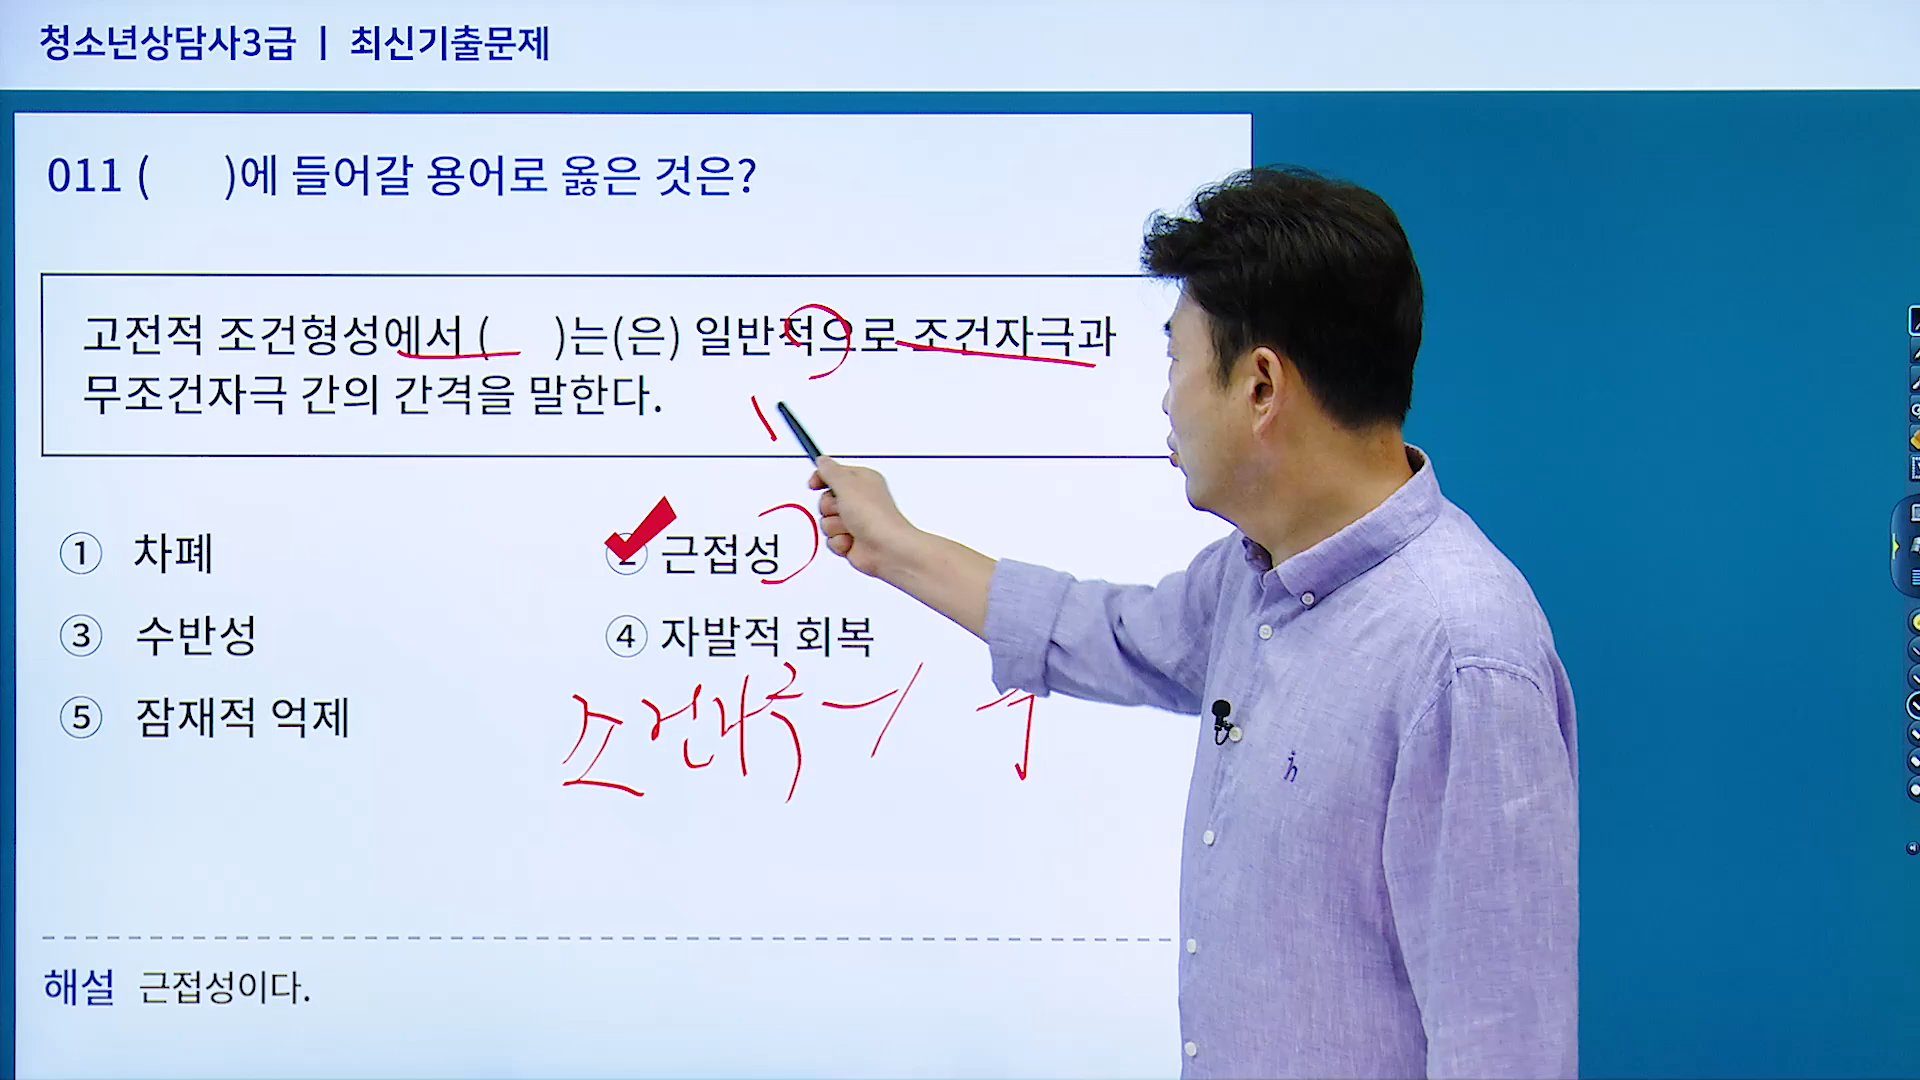 청소년상담사3급 | 최신기출문제
011 ( )에 들어갈 용어로 옳은 것은?
고전적 조건형성에서 ( )는(은) 일반적으로 조건자극과
무조건자극 간의 간격을 말한다.
① 차폐
② 근접성
③ 수반성
④ 자발적 회복
⑤ 잠재적 억제
해설 근접성이다.